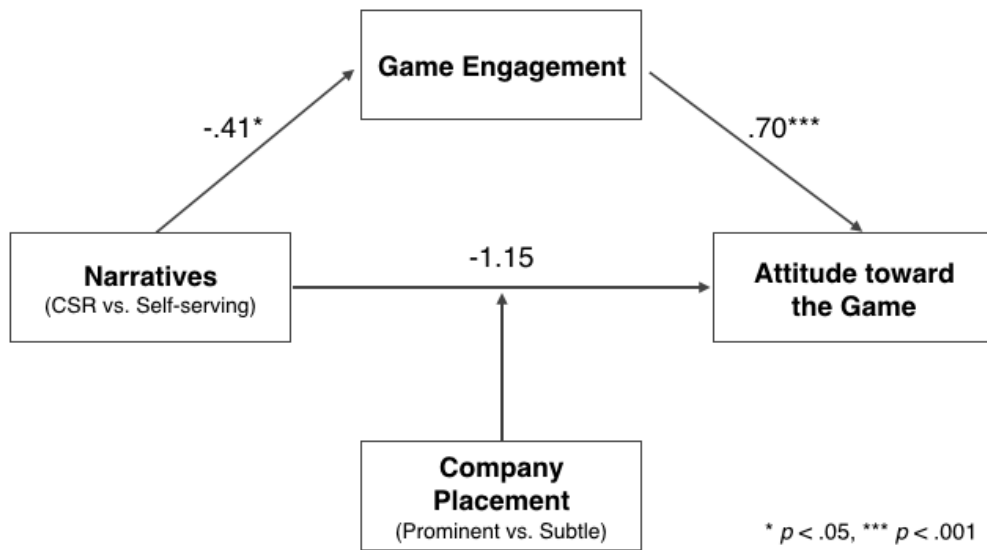 Game Engagement
-.41*
.70***
Narratives
(CSR vs. Self-serving)
-1.15
Attitude toward
the Game
Company
Placement
(Prominent vs. Subtle)
* p < .05, *** p < .001